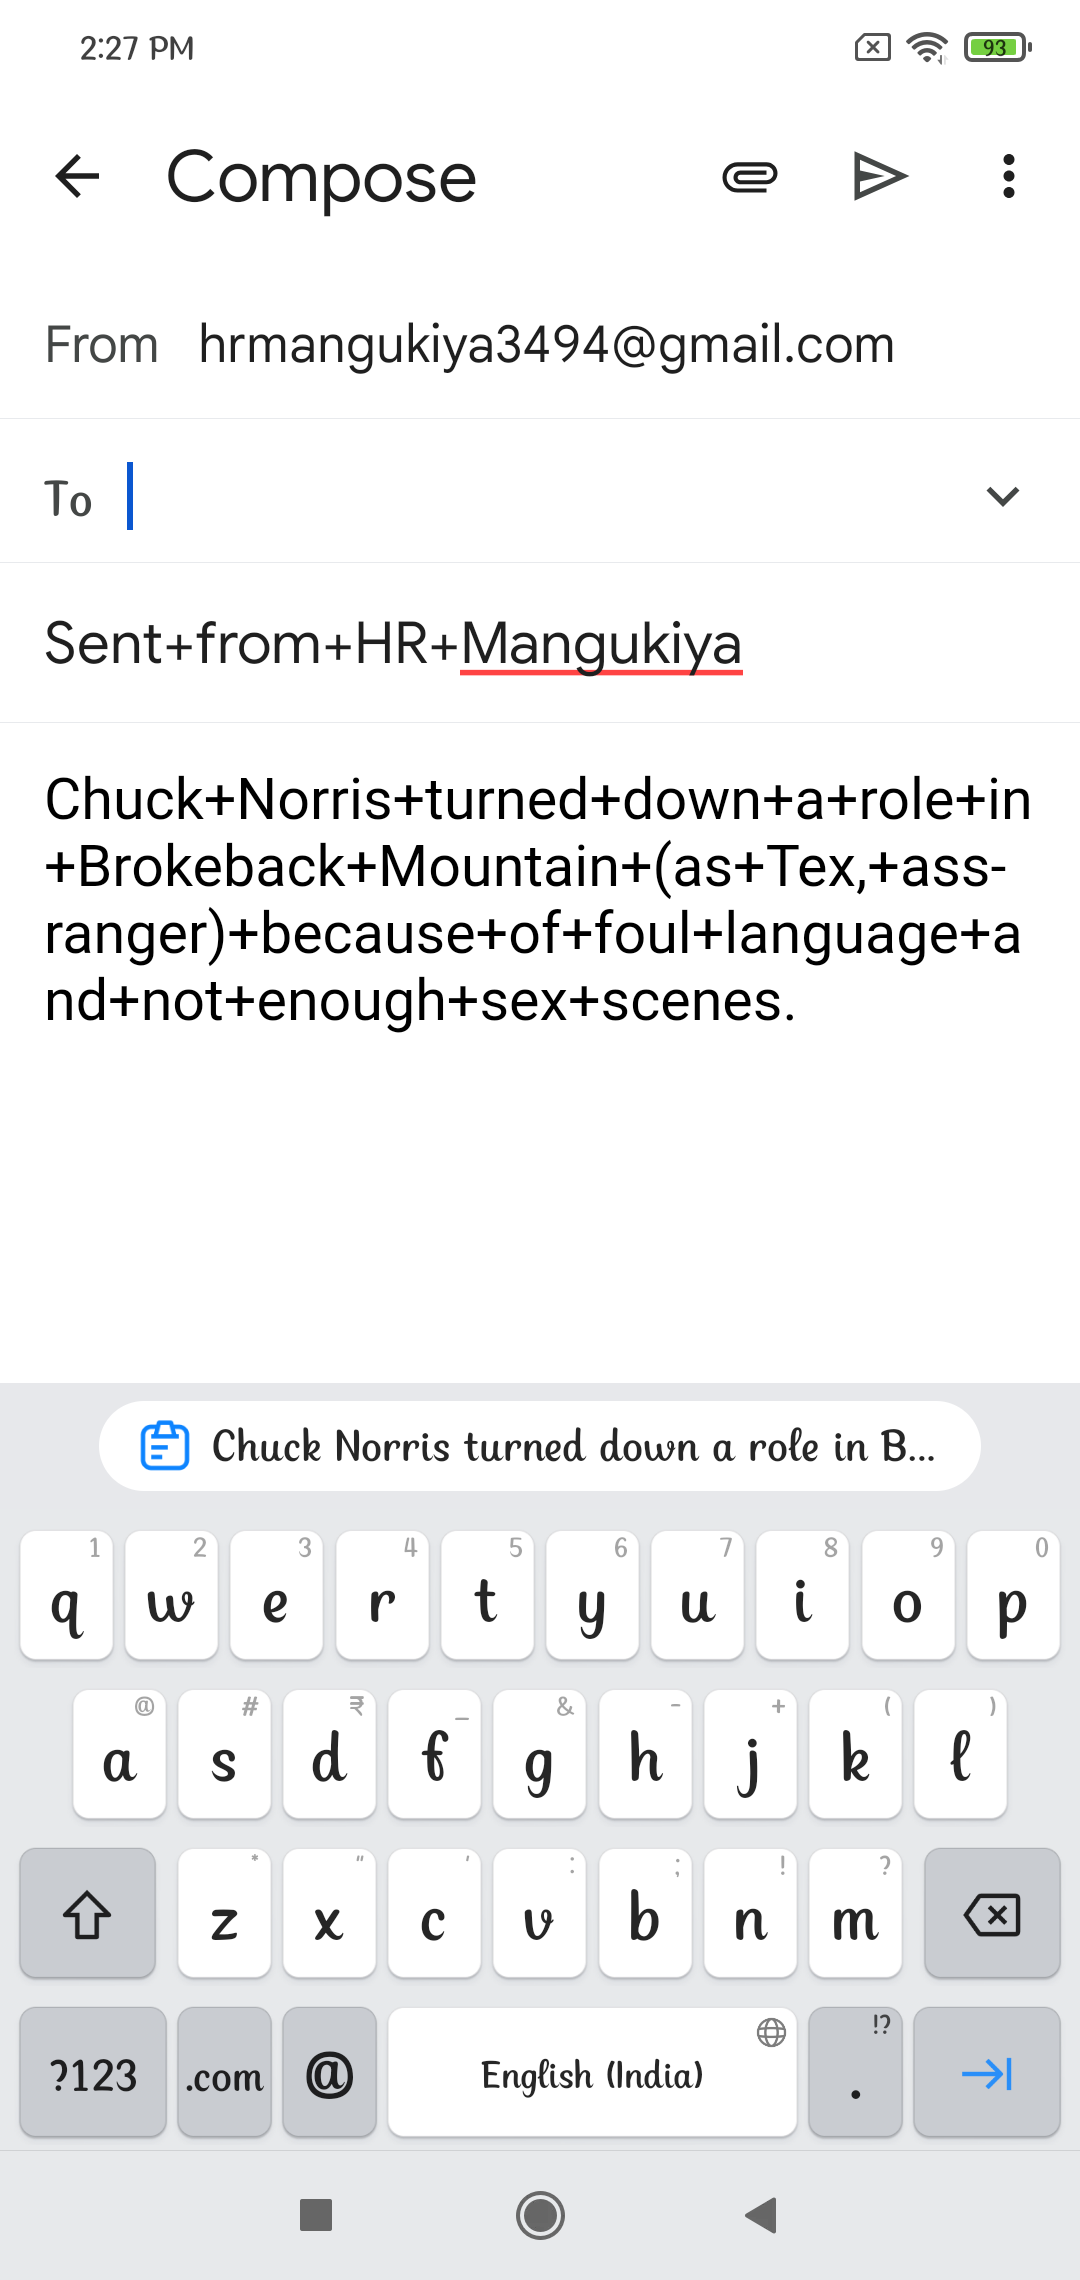 2:27 PM
93
Compose
From hrmangukiya3494@gmail.com
To
Sent+from+HR+Mangukiya
Chuck+Norris+turned+down+a+role+in
+Brokeback+Mountain+(as+Tex,+ass-
ranger)+because+of+foul+language+a
nd+not+enough+sex+scenes.
Chuck Norris turned down a role in B...
1 2 3 4 5 6 7 8 9 0
q w e r t y u i o p
@ # ₹ _ & - + ( )
a s d f g h j k l
* " ' : ; ! ?
z x c v b n m
!?
?123 .com @ English (India) .